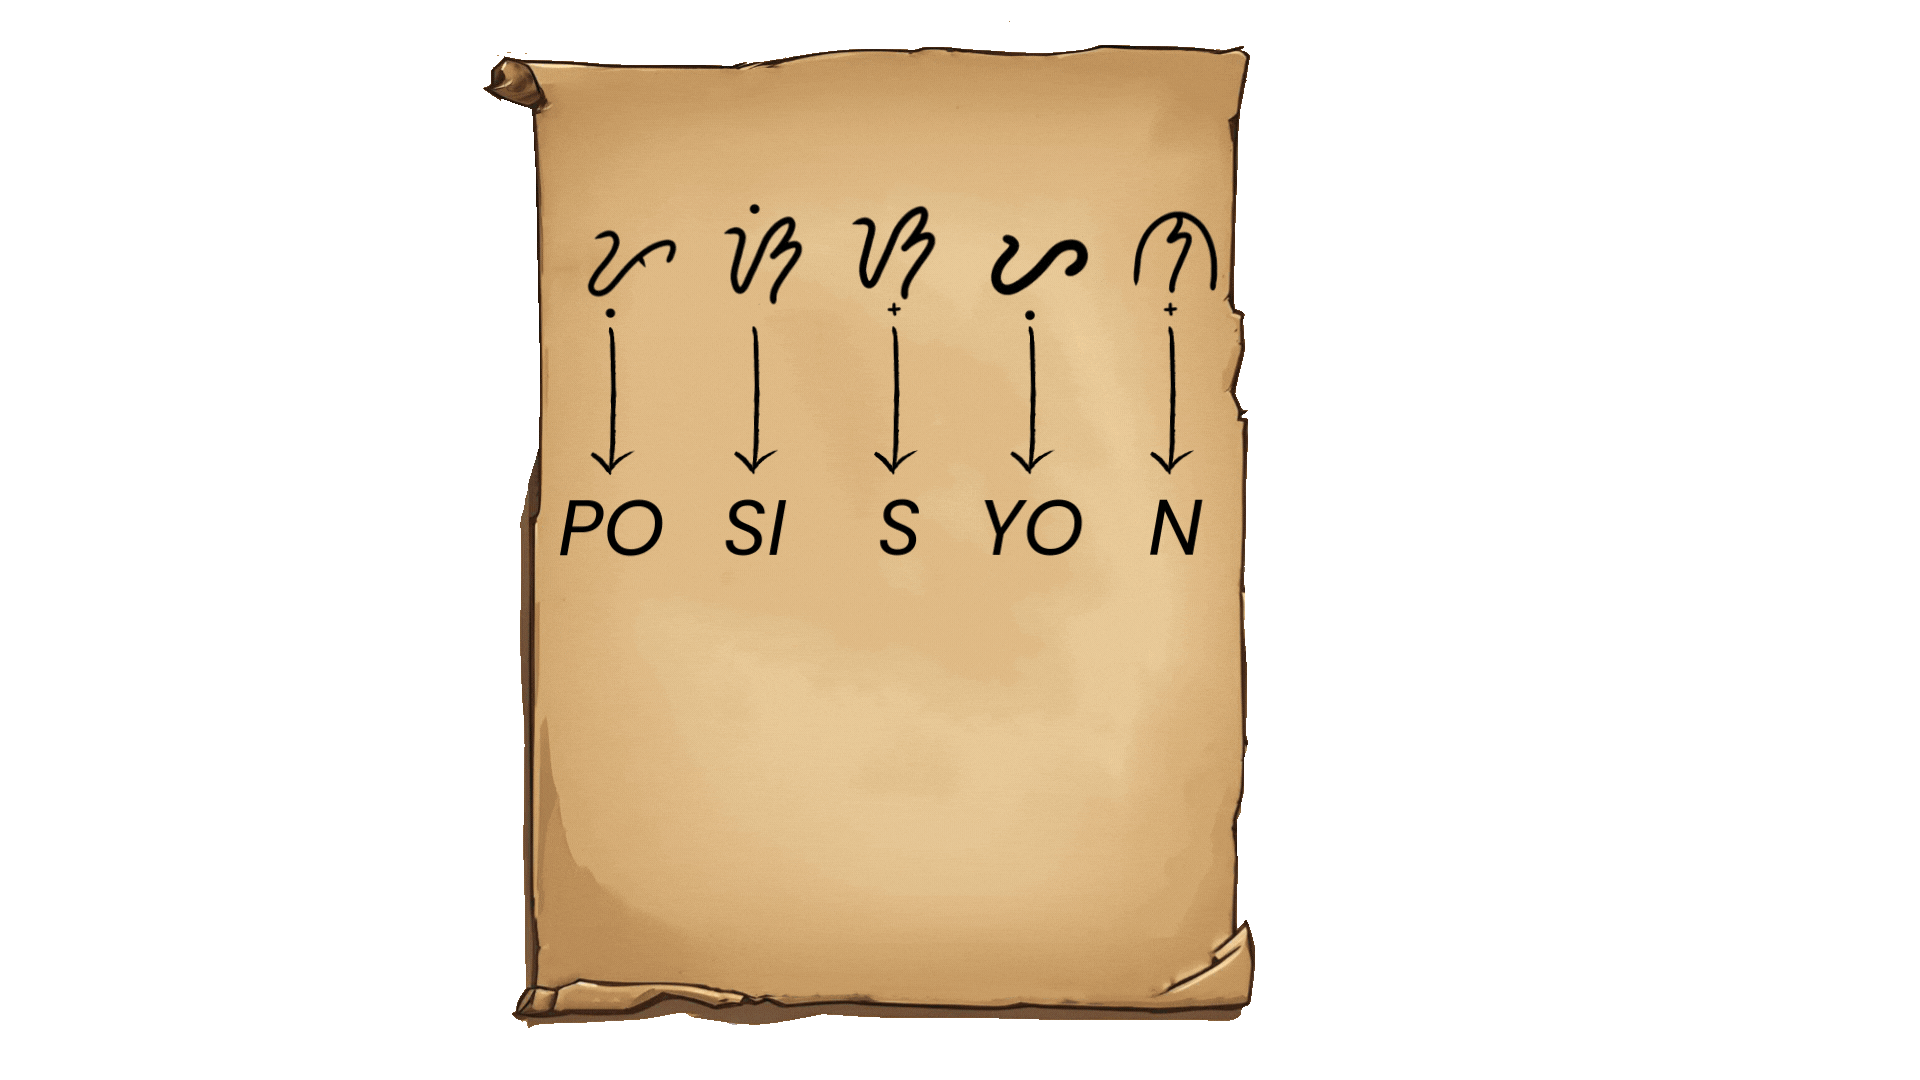 ᜉᜓ ᜐᜒ ᜐ᜔ ᜌᜓ ᜈ᜔
PO SI S YO N